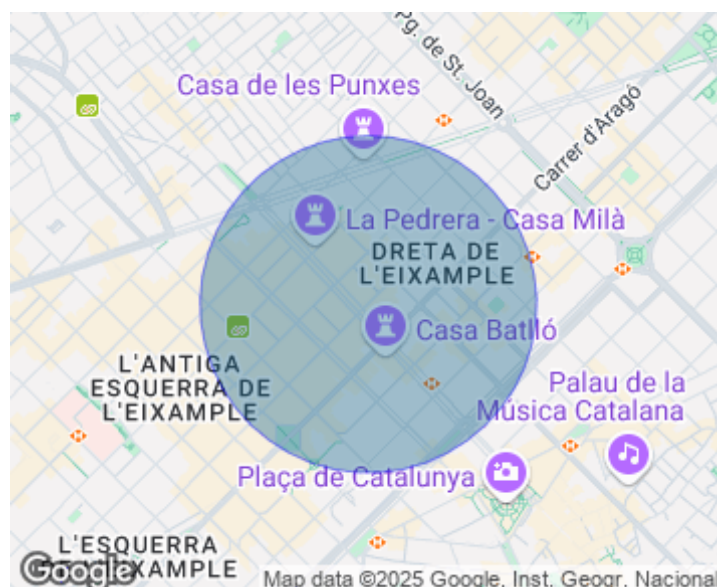 Pg. de St. Joan
Casa de les Punxes
Carrer d'Aragó
La Pedrera - Casa Milà
DRETA DE
L'EIXAMPLE
Casa Batlló
L'ANTIGA
ESQUERRA DE
L'EIXAMPLE
Palau de la
Música Catalana
Plaça de Catalunya
L'ESQUERRA
DE L'EIXAMPLE
Google
Map data ©2025 Google, Inst. Geogr. Nacional